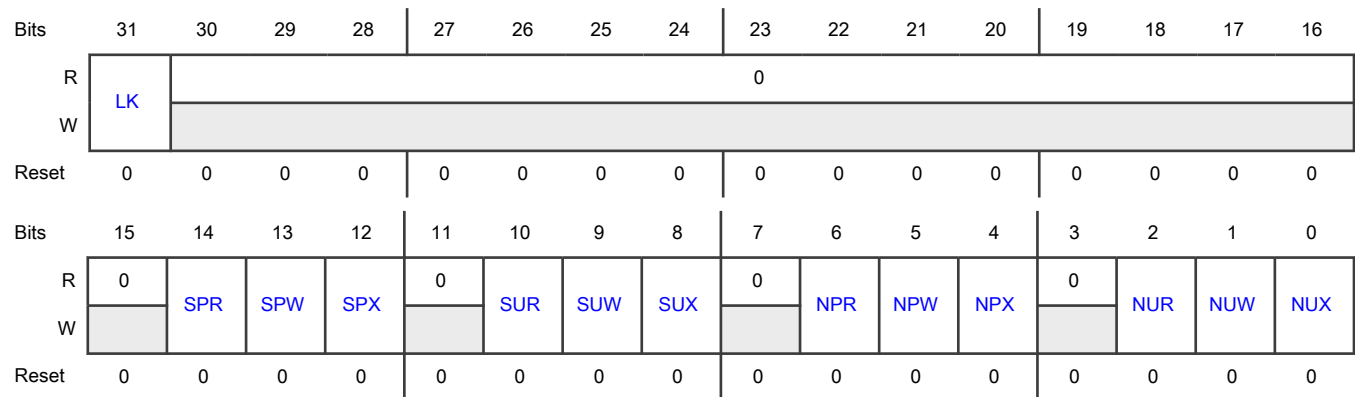 Bits 31 30 29 28 27 26 25 24 23 22 21 20 19 18 17 16
R 0
LK
W
Reset 0 0 0 0 0 0 0 0 0 0 0 0 0 0 0 0
Bits 15 14 13 12 11 10 9 8 7 6 5 4 3 2 1 0
R 0 0 0 0
SPR SPW SPX SUR SUW SUX NPR NPW NPX NUR NUW NUX
W
Reset 0 0 0 0 0 0 0 0 0 0 0 0 0 0 0 0